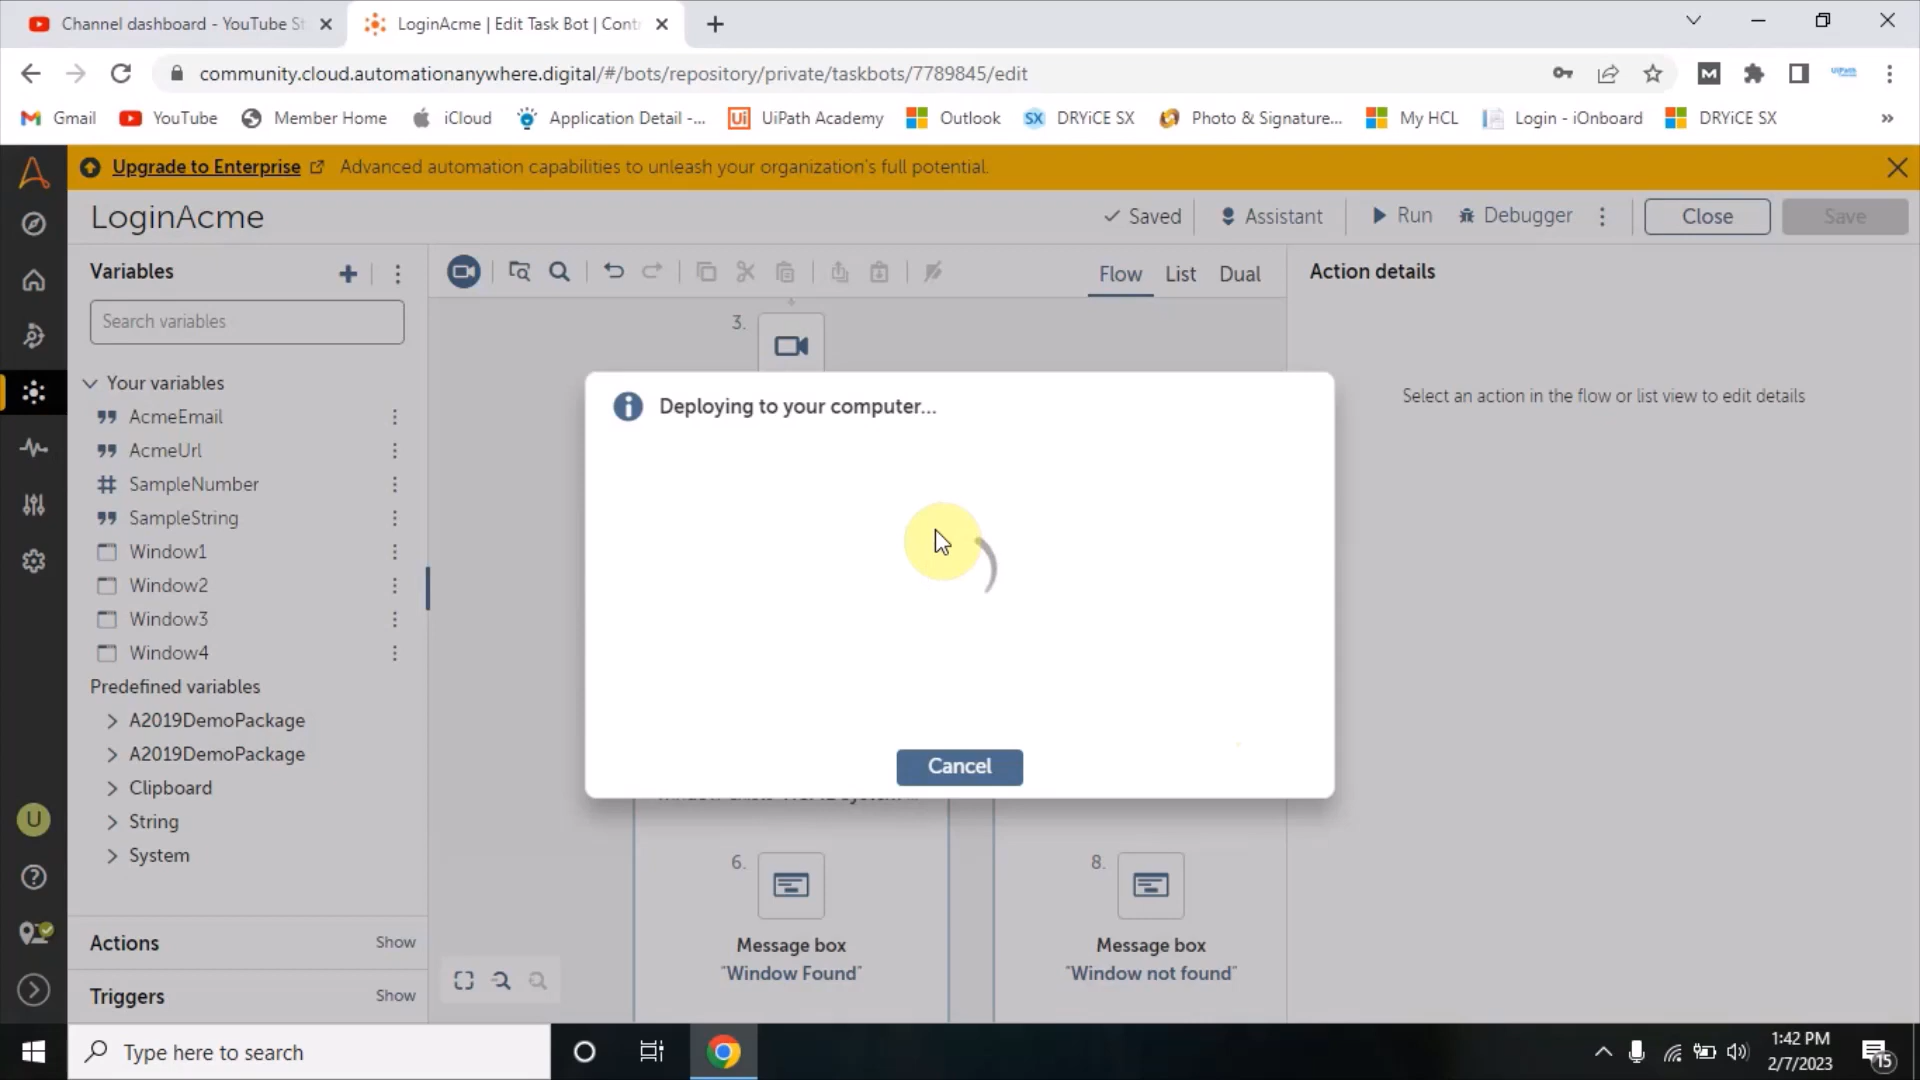 Channel dashboard - YouTube St
LoginAcme | Edit Task Bot | Cont
community.cloud.automationanywhere.digital/#/bots/repository/private/taskbots/7789845/edit
Gmail
YouTube
Member Home
iCloud
Application Detail -...
UiPath Academy
Outlook
SX DRYiCE SX
Photo & Signature...
My HCL
Login - iOnboard
DRYiCE SX
»
Upgrade to Enterprise
Advanced automation capabilities to unleash your organization's full potential.
LoginAcme
Saved
Assistant
Run
Debugger
Close
Save
Variables
Flow
List
Dual
Action details
Search variables
3.
Select an action in the flow or list view to edit details
Your variables
AcmeEmail
AcmeUrl
SampleNumber
SampleString
Window1
Window2
Window3
Window4
Predefined variables
A2019DemoPackage
A2019DemoPackage
Clipboard
String
System
Deploying to your computer...
Cancel
6.
Message box
"Window Found"
8.
Message box
"Window not found"
Actions
Show
Triggers
Show
U
Type here to search
1:42 PM
2/7/2023
15